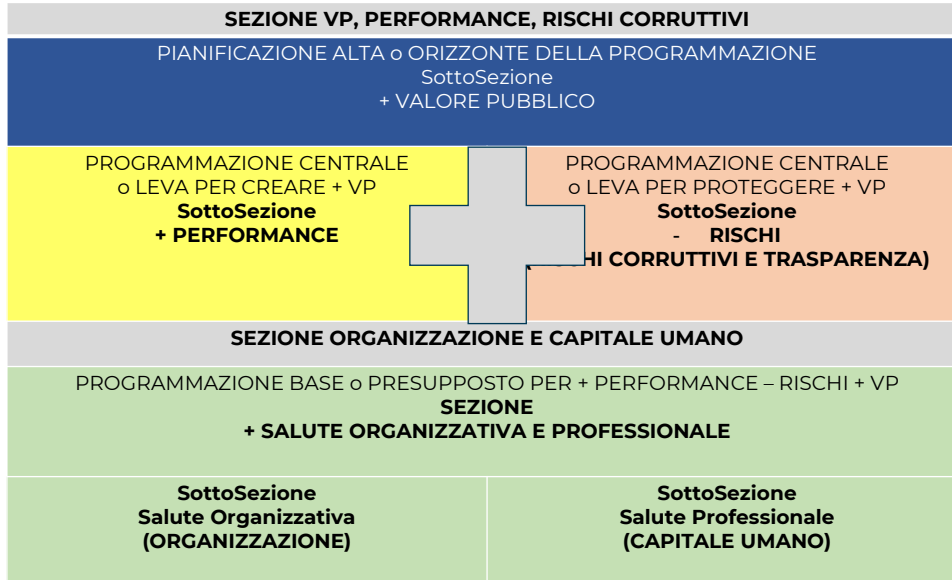 SEZIONE VP, PERFORMANCE, RISCHI CORRUTTIVI
PIANIFICAZIONE ALTA o ORIZZONTE DELLA PROGRAMMAZIONE
SottoSezione
+ VALORE PUBBLICO
PROGRAMMAZIONE CENTRALE
o LEVA PER CREARE + VP
SottoSezione
+ PERFORMANCE
PROGRAMMAZIONE CENTRALE
o LEVA PER PROTEGGERE + VP
SottoSezione
- RISCHI
CORRUTTIVI E TRASPARENZA)
SEZIONE ORGANIZZAZIONE E CAPITALE UMANO
PROGRAMMAZIONE BASE o PRESUPPOSTO PER + PERFORMANCE – RISCHI + VP
SEZIONE
+ SALUTE ORGANIZZATIVA E PROFESSIONALE
SottoSezione
Salute Organizzativa
(ORGANIZZAZIONE)
SottoSezione
Salute Professionale
(CAPITALE UMANO)